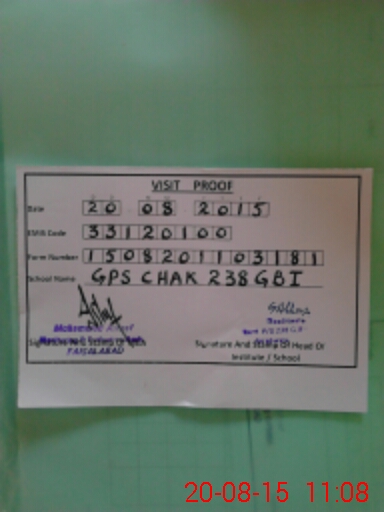 VISIT PROOF
Date 20 08 2015
EMIS Code 33120100
Form Number 1508201103181
School Name GPS CHAK 238 GBI
FAISALABAD
Signature And Stamp Of Head Of
Institute / School
20-08-15 11:08